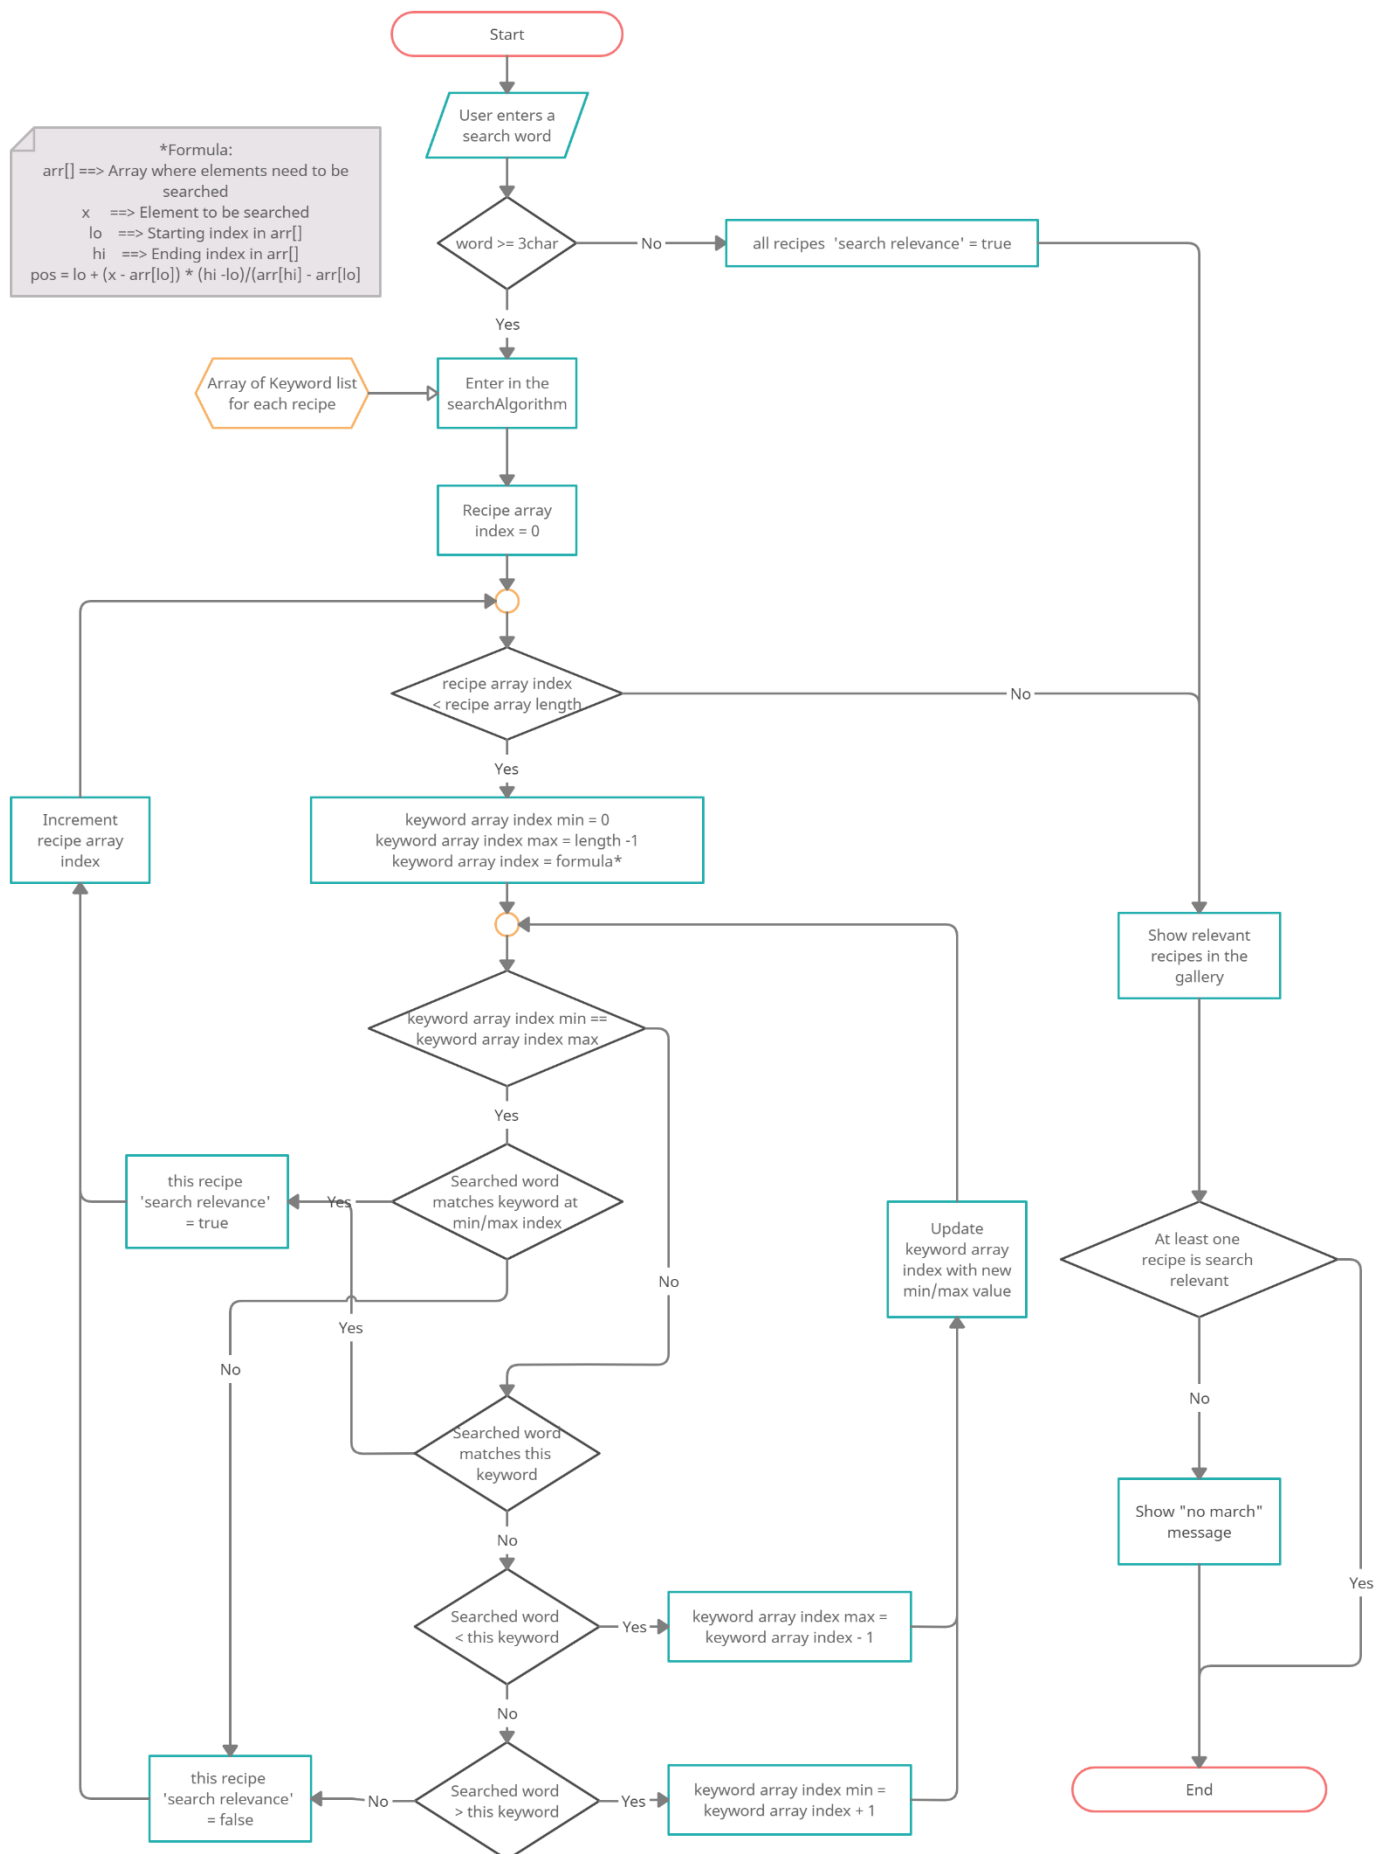 Start
User enters a
search word
*Formula:
arr[] ==> Array where elements need to be
searched
x ==> Element to be searched
lo ==> Starting index in arr[]
hi ==> Ending index in arr[]
pos = lo + (x - arr[lo]) * (hi -lo)/(arr[hi] - arr[lo]
word >= 3char
No
all recipes 'search relevance' = true
Yes
Array of Keyword list
for each recipe
Enter in the
searchAlgorithm
Recipe array
index = 0
recipe array index
< recipe array length
No
Yes
Increment
recipe array
index
keyword array index min = 0
keyword array index max = length -1
keyword array index = formula*
Show relevant
recipes in the
gallery
keyword array index min ==
keyword array index max
Yes
this recipe
'search relevance'
= true
Yes
Searched word
matches keyword at
min/max index
Update
keyword array
index with new
min/max value
At least one
recipe is search
relevant
No
Yes
No
No
Searched word
matches this
keyword
Show "no march"
message
No
Yes
Searched word
< this keyword
Yes
keyword array index max =
keyword array index - 1
No
this recipe
'search relevance'
= false
No
Searched word
> this keyword
Yes
keyword array index min =
keyword array index + 1
End